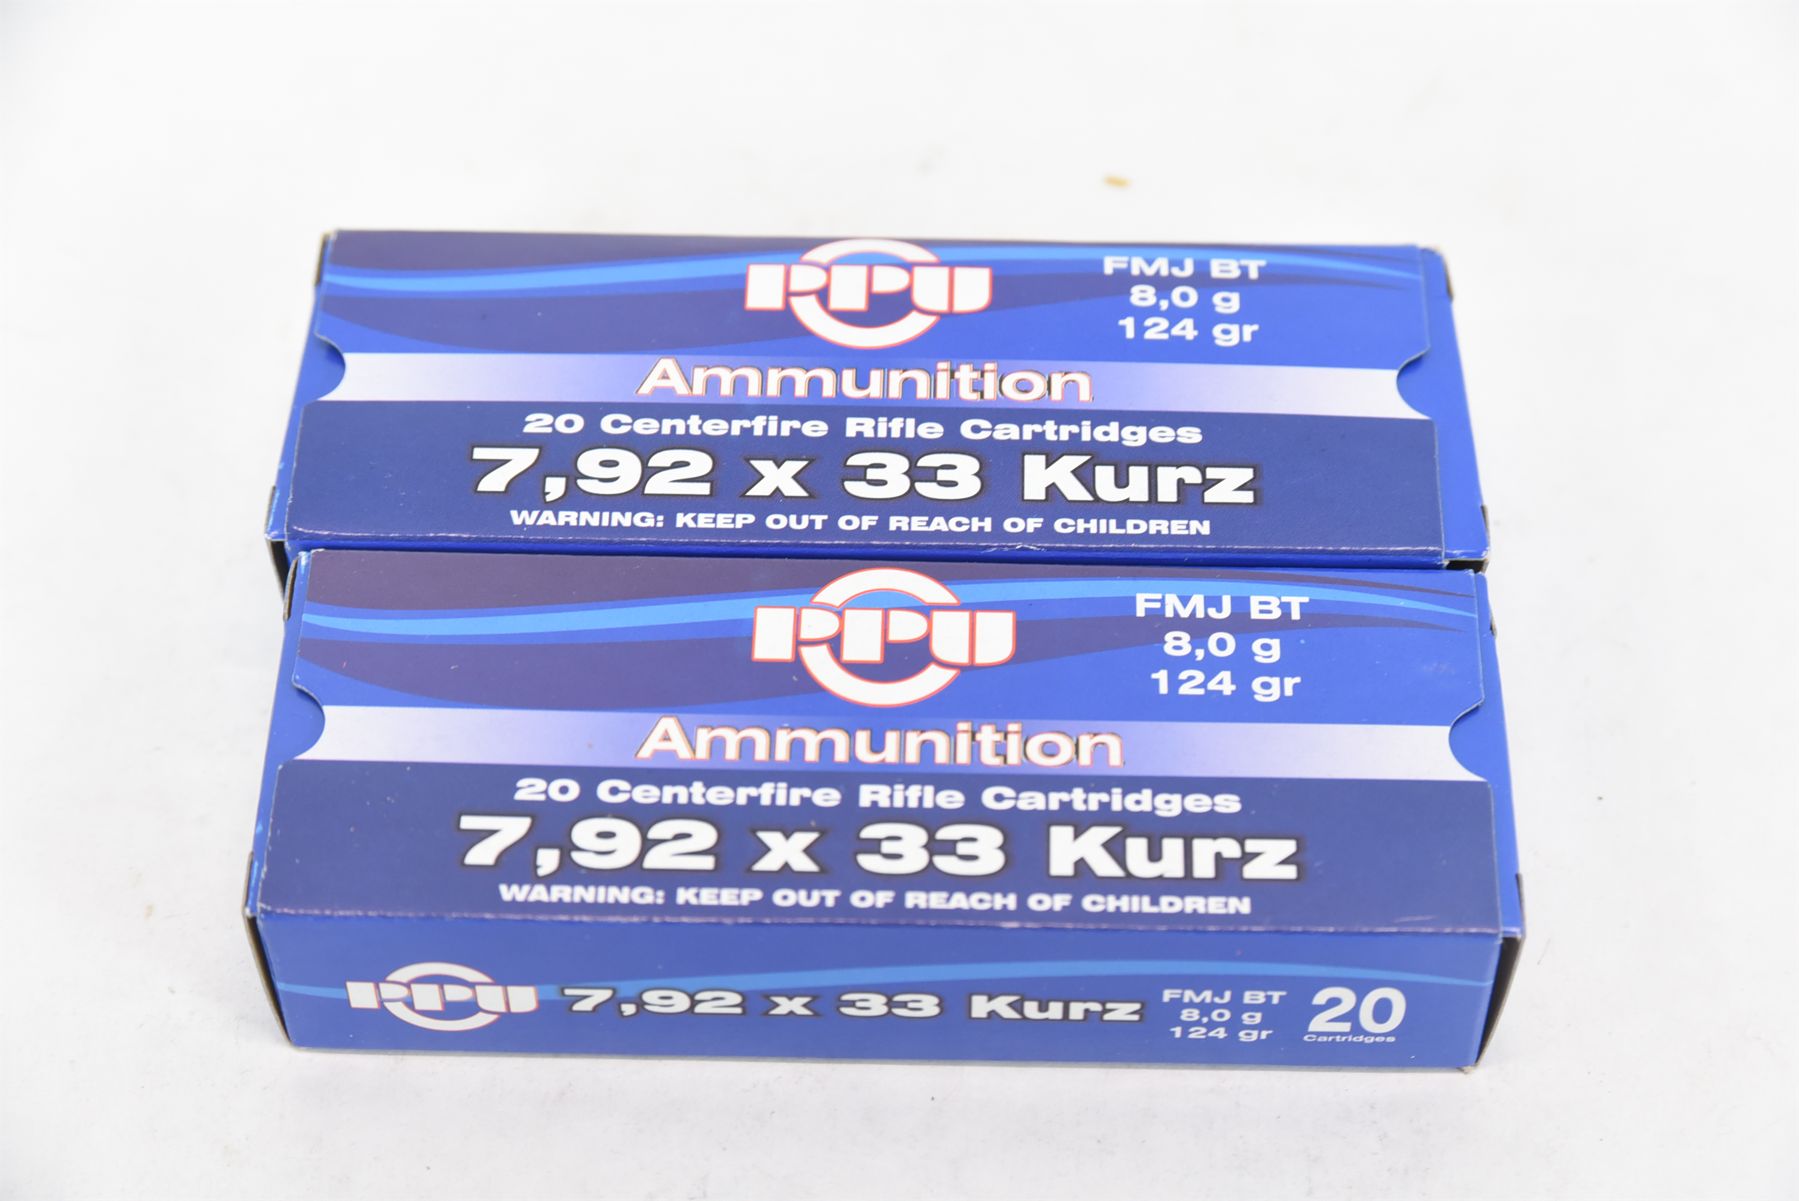 PPU
FMJ BT
8,0 g
124 gr
Ammunition
20 Centerfire Rifle Cartridges
7,92 x 33 Kurz
WARNING: KEEP OUT OF REACH OF CHILDREN
PPU
FMJ BT
8,0 g
124 gr
Ammunition
20 Centerfire Rifle Cartridges
7,92 x 33 Kurz
WARNING: KEEP OUT OF REACH OF CHILDREN
PPU
7,92 x 33 Kurz
FMJ BT
8,0 g
124 gr
20
Cartridges